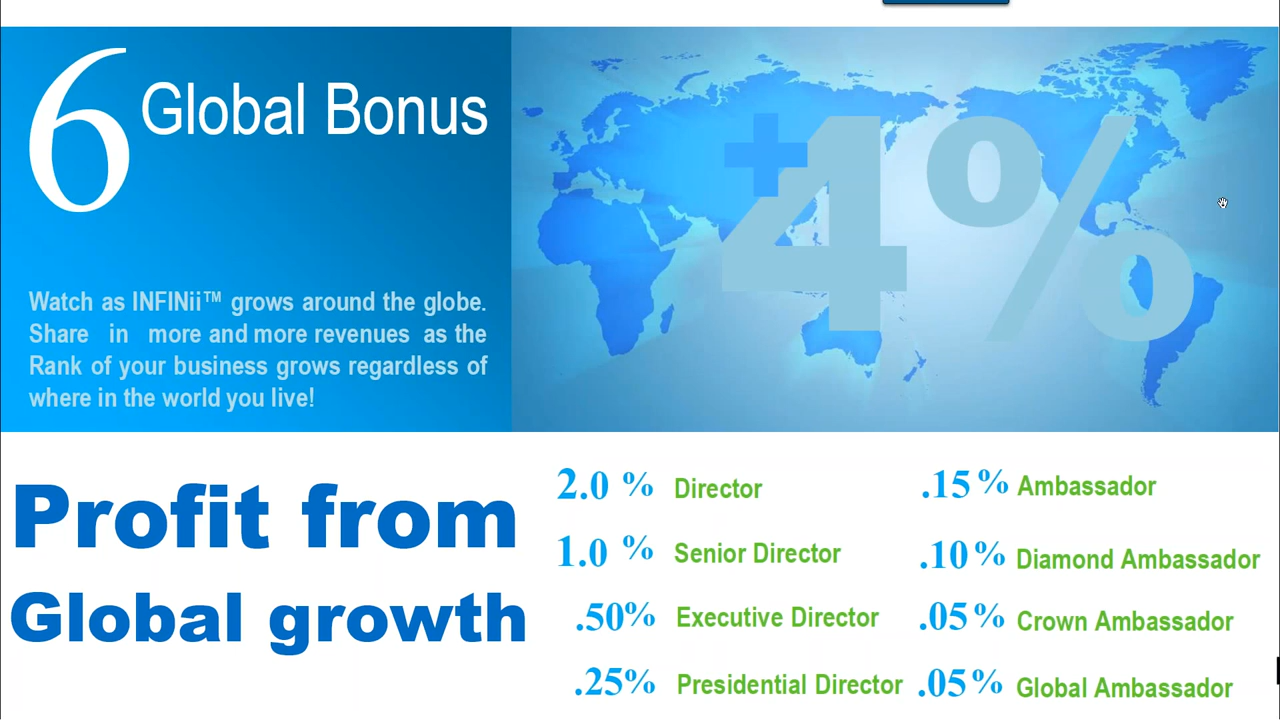 6 Global Bonus
+4%
Watch as INFINii™ grows around the globe.
Share in more and more revenues as the
Rank of your business grows regardless of
where in the world you live!
Profit from
Global growth
2.0 % Director
1.0 % Senior Director
.50% Executive Director
.25% Presidential Director
.15% Ambassador
.10% Diamond Ambassador
.05% Crown Ambassador
.05% Global Ambassador